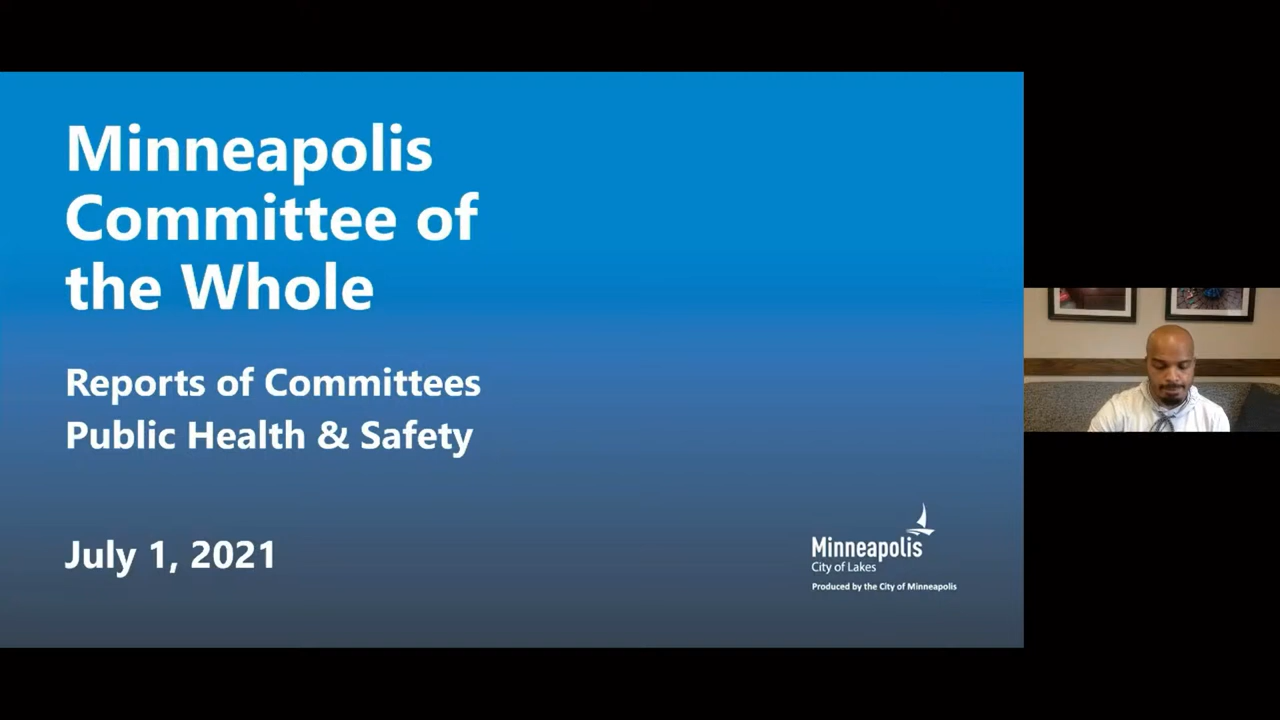 Minneapolis
Committee of
the Whole
Reports of Committees
Public Health & Safety
July 1, 2021
Minneapolis
City of Lakes
Produced by the City of Minneapolis